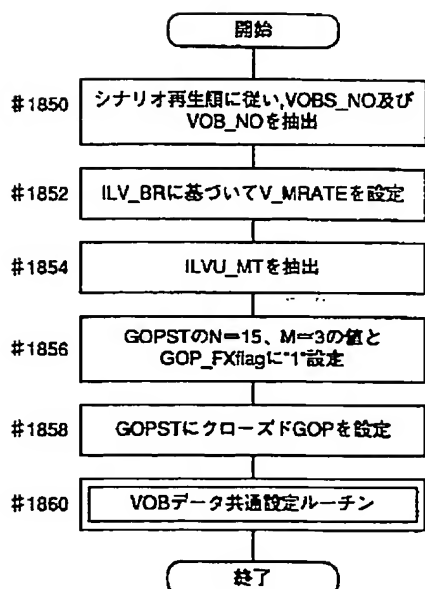 開始
#1850
シナリオ再生順に従い,VOBS_NO及び
VOB_NOを抽出
#1852
ILV_BRに基づいてV_MRATEを設定
#1854
ILVU_MTを抽出
#1856
GOPSTのN=15、M=3の値と
GOP_FXflagに"1"設定
#1858
GOPSTにクローズドGOPを設定
#1860
VOBデータ共通設定ルーチン
終了